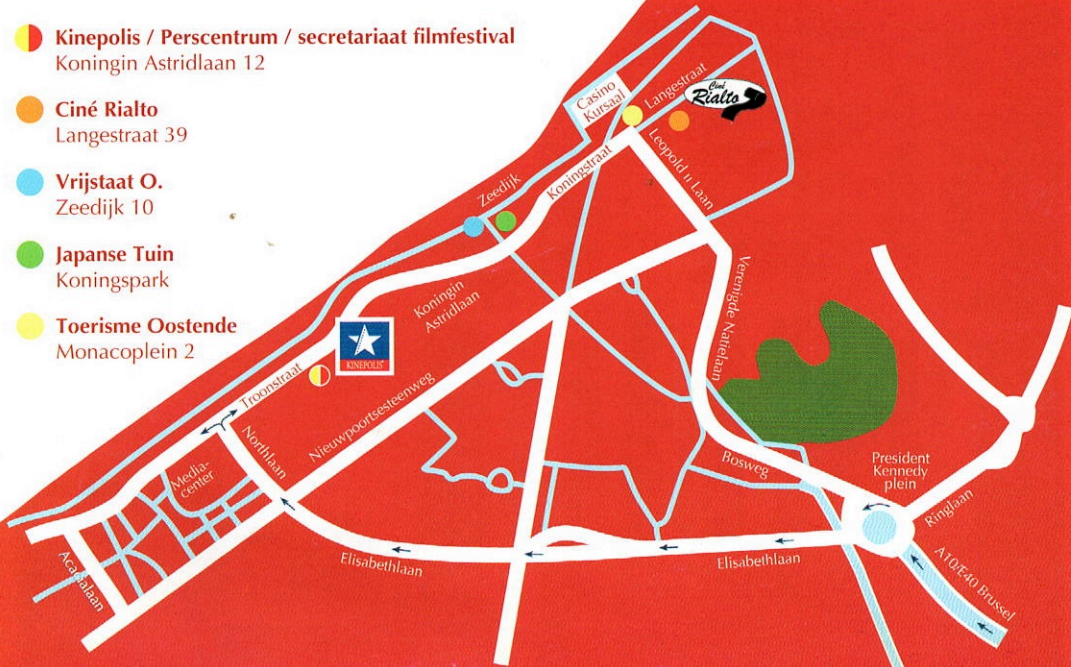 Kinepolis / Perscentrum / secretariaat filmfestival
Koningin Astridlaan 12
Ciné Rialto
Langestraat 39
Vrijstaat O.
Zeedijk 10
Japanse Tuin
Koningspark
Toerisme Oostende
Monacoplein 2
Casino
Kursaal
Langestraat
Ciné
Rialto
Leopold II Laan
Koningstraat
Zeedijk
Koningin
Astridlaan
Verenigde Natielaan
KINEPOLIS
Troonstraat
Nieuwpoortsesteenweg
Northlaan
Media-
center
Acacialaan
Elisabethlaan
Elisabethlaan
Bosweg
President
Kennedy
plein
Ringlaan
A10/E40 Brussel